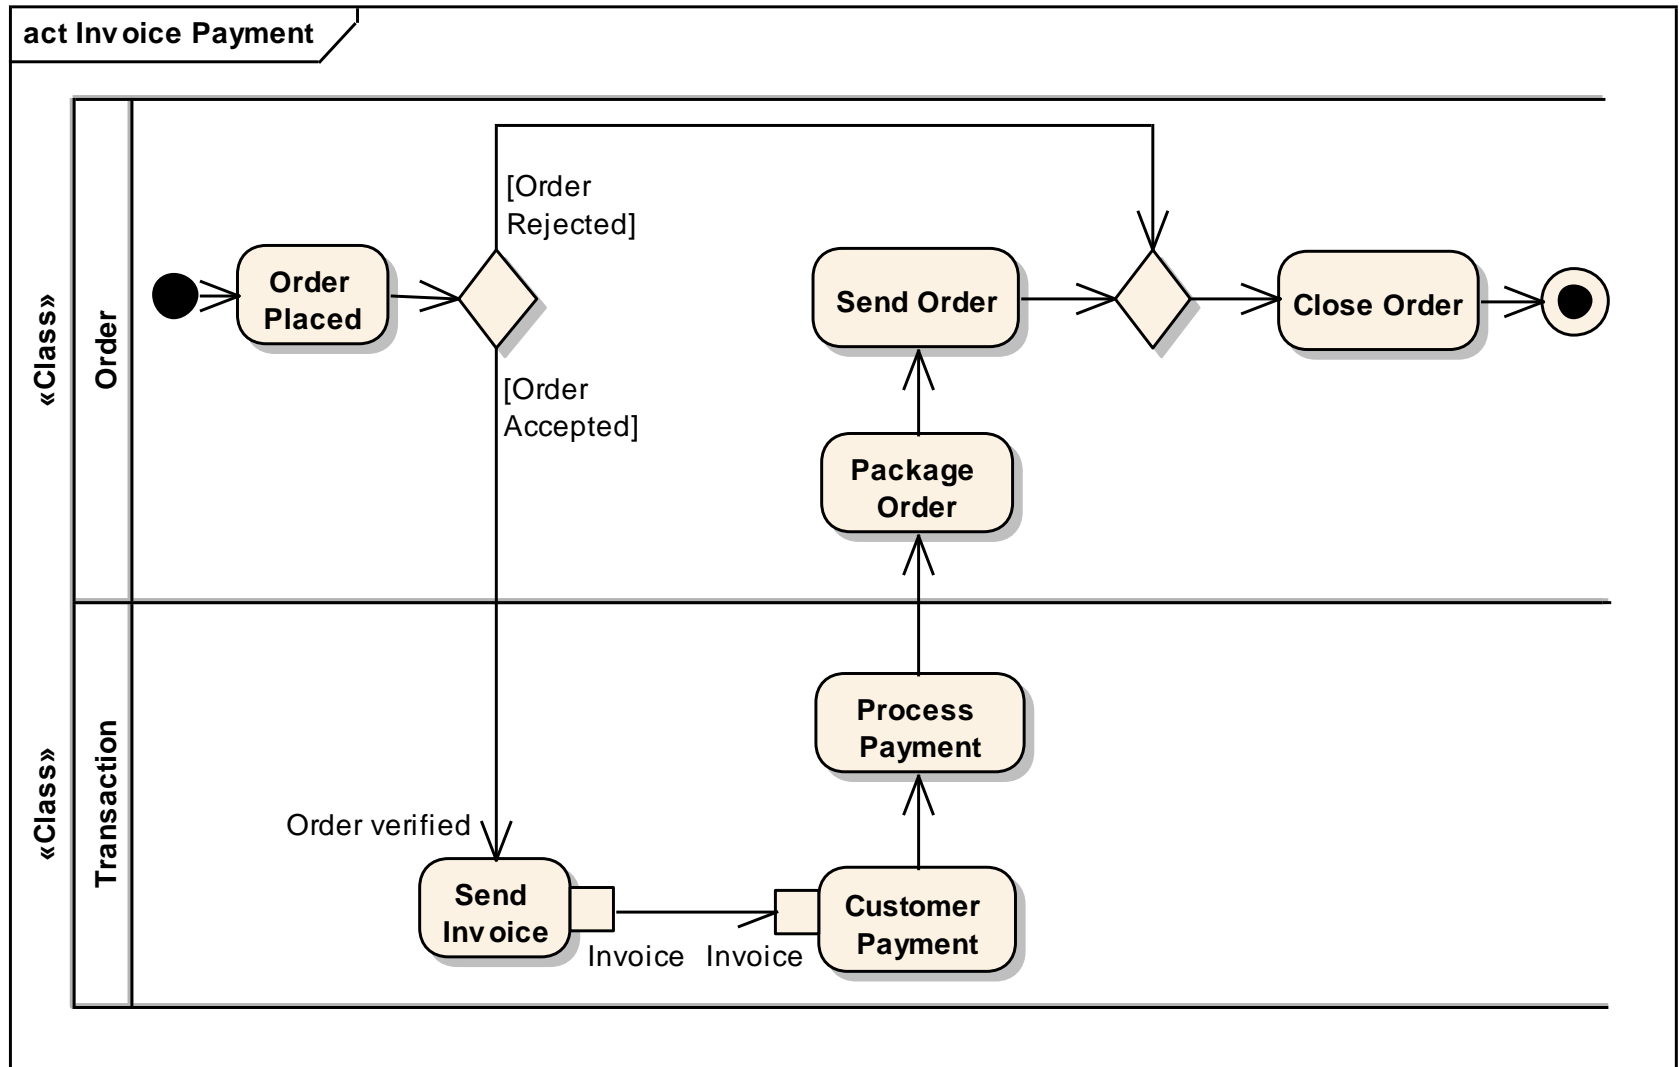 act Invoice Payment
«Class»
Order
[Order
Rejected]
Order
Placed
Send Order
Close Order
[Order
Accepted]
Package
Order
«Class»
Transaction
Process
Payment
Order verified
Send
Invoice
Customer
Payment
Invoice
Invoice